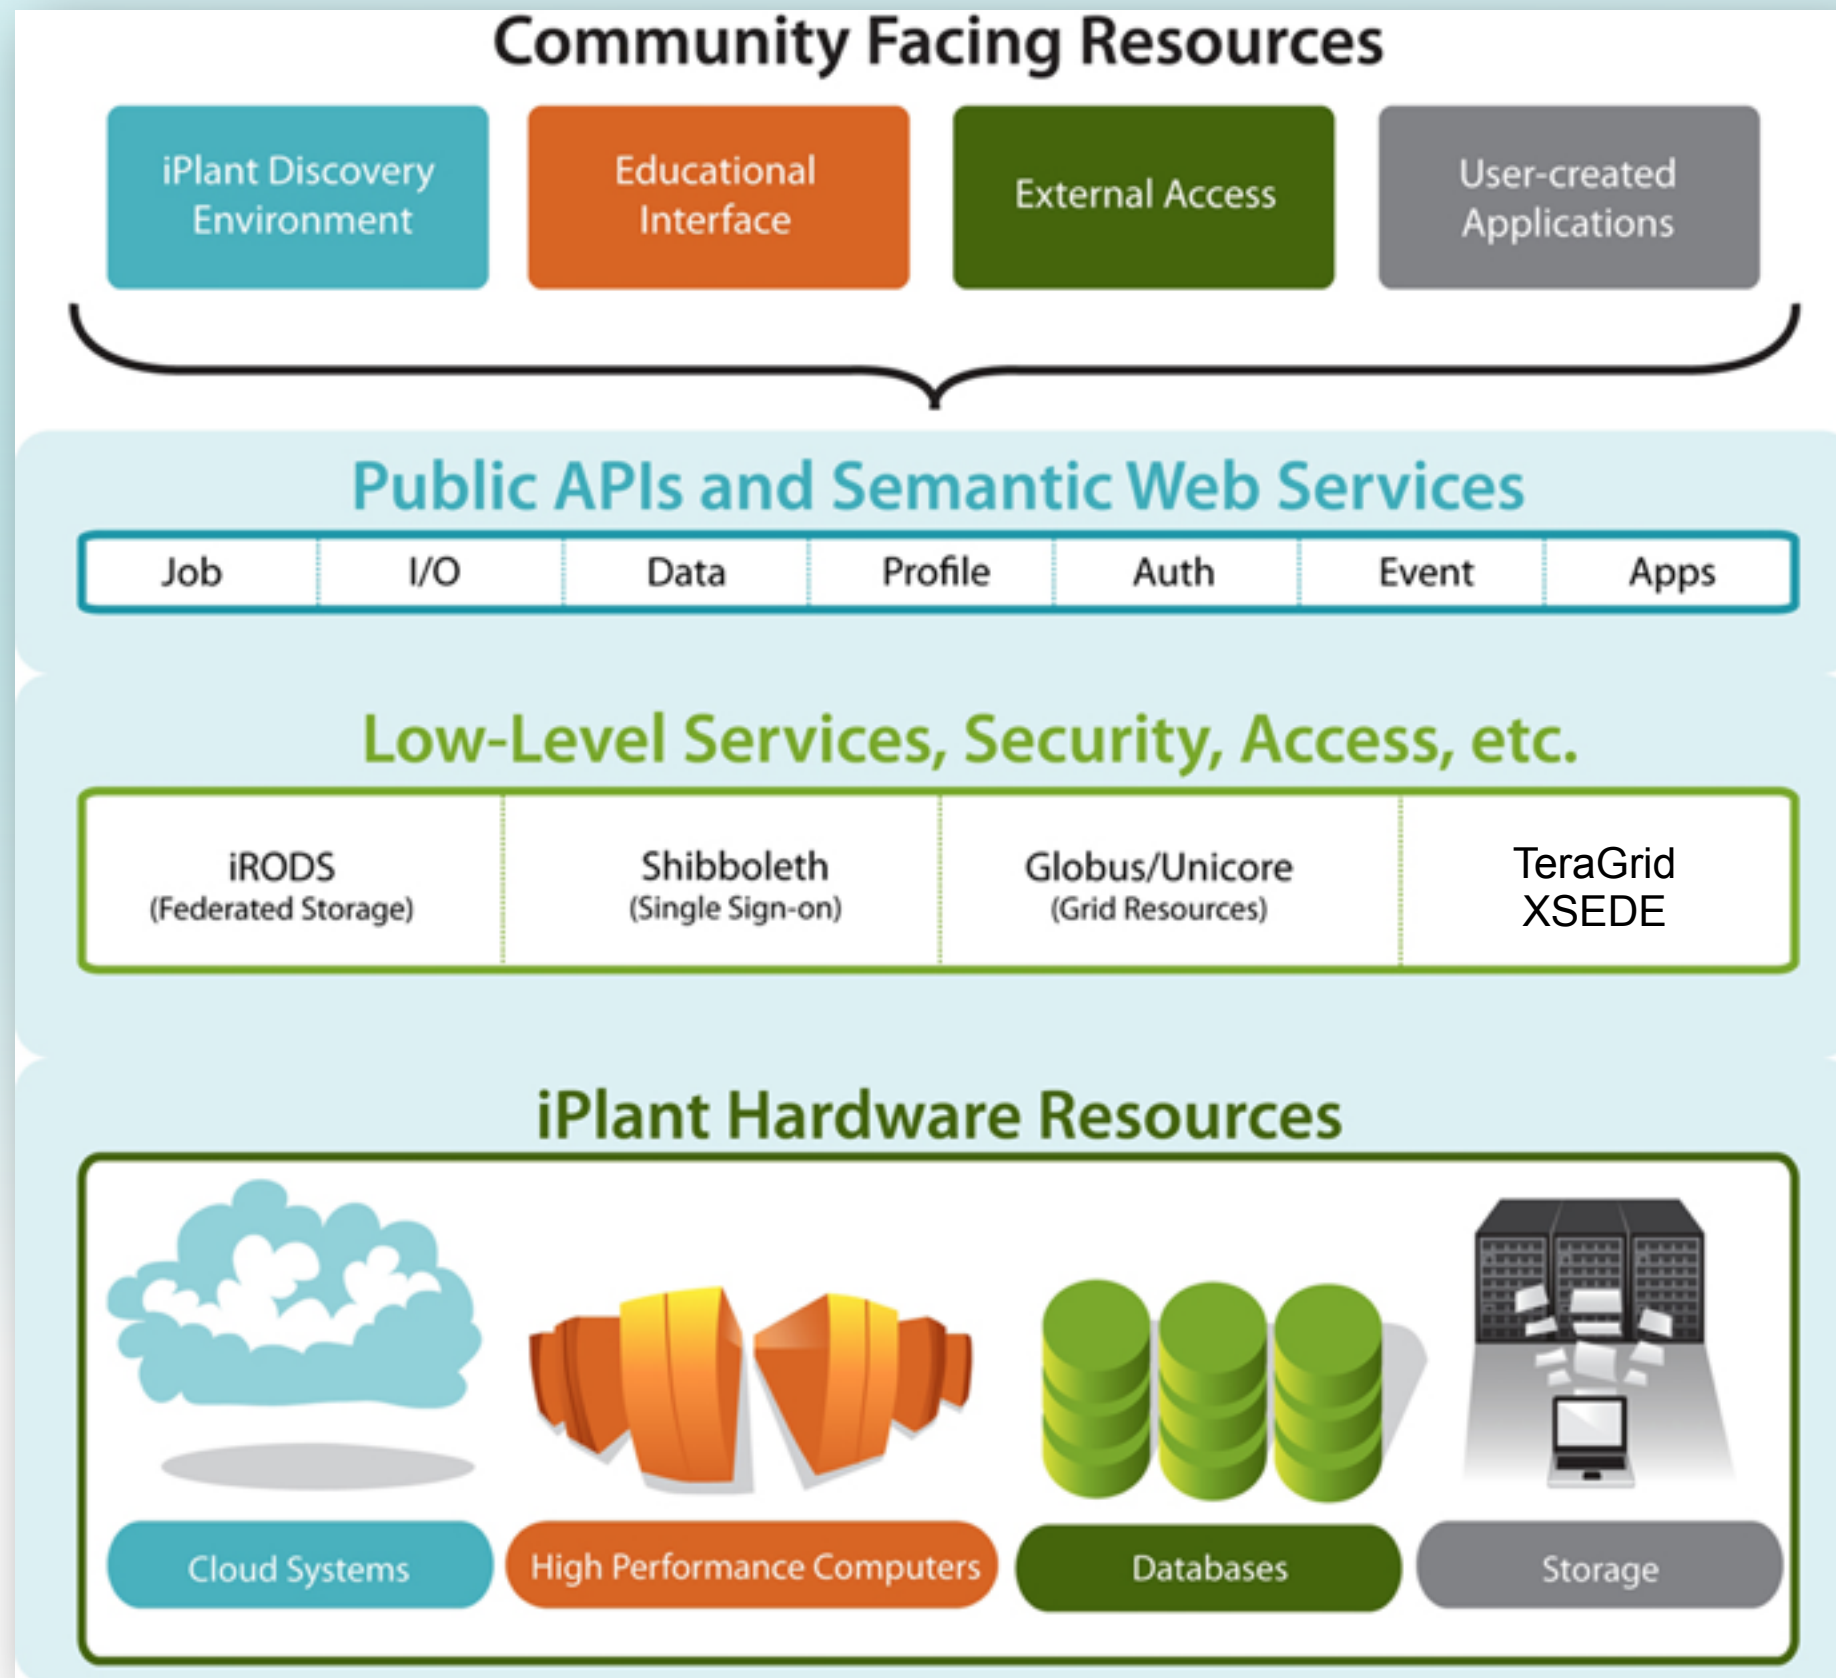 Community Facing Resources
iPlant Discovery
Environment
Educational
Interface
External Access
User-created
Applications
Public APIs and Semantic Web Services
Job I/O Data Profile Auth Event Apps
Low-Level Services, Security, Access, etc.
iRODS
(Federated Storage)
Shibboleth
(Single Sign-on)
Globus/Unicore
(Grid Resources)
TeraGrid
XSEDE
iPlant Hardware Resources
Cloud Systems
High Performance Computers
Databases
Storage